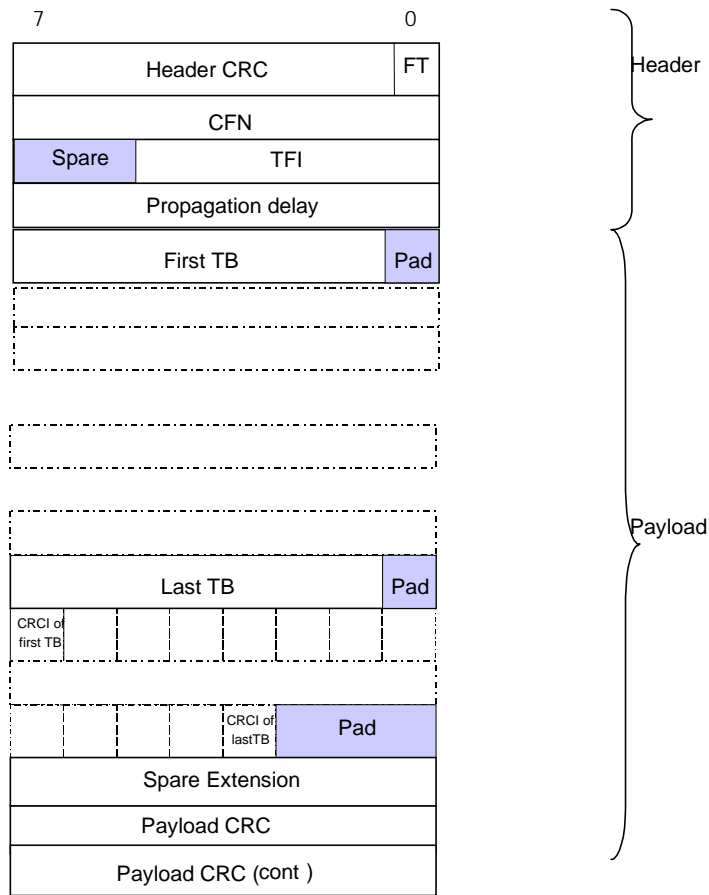 7 0
Header
Header CRC FT
CFN
Spare TFI
Propagation delay
First TB Pad
Payload
Last TB Pad
CRCI of
first TB
CRCI of
lastTB
Pad
Spare Extension
Payload CRC
Payload CRC (cont )